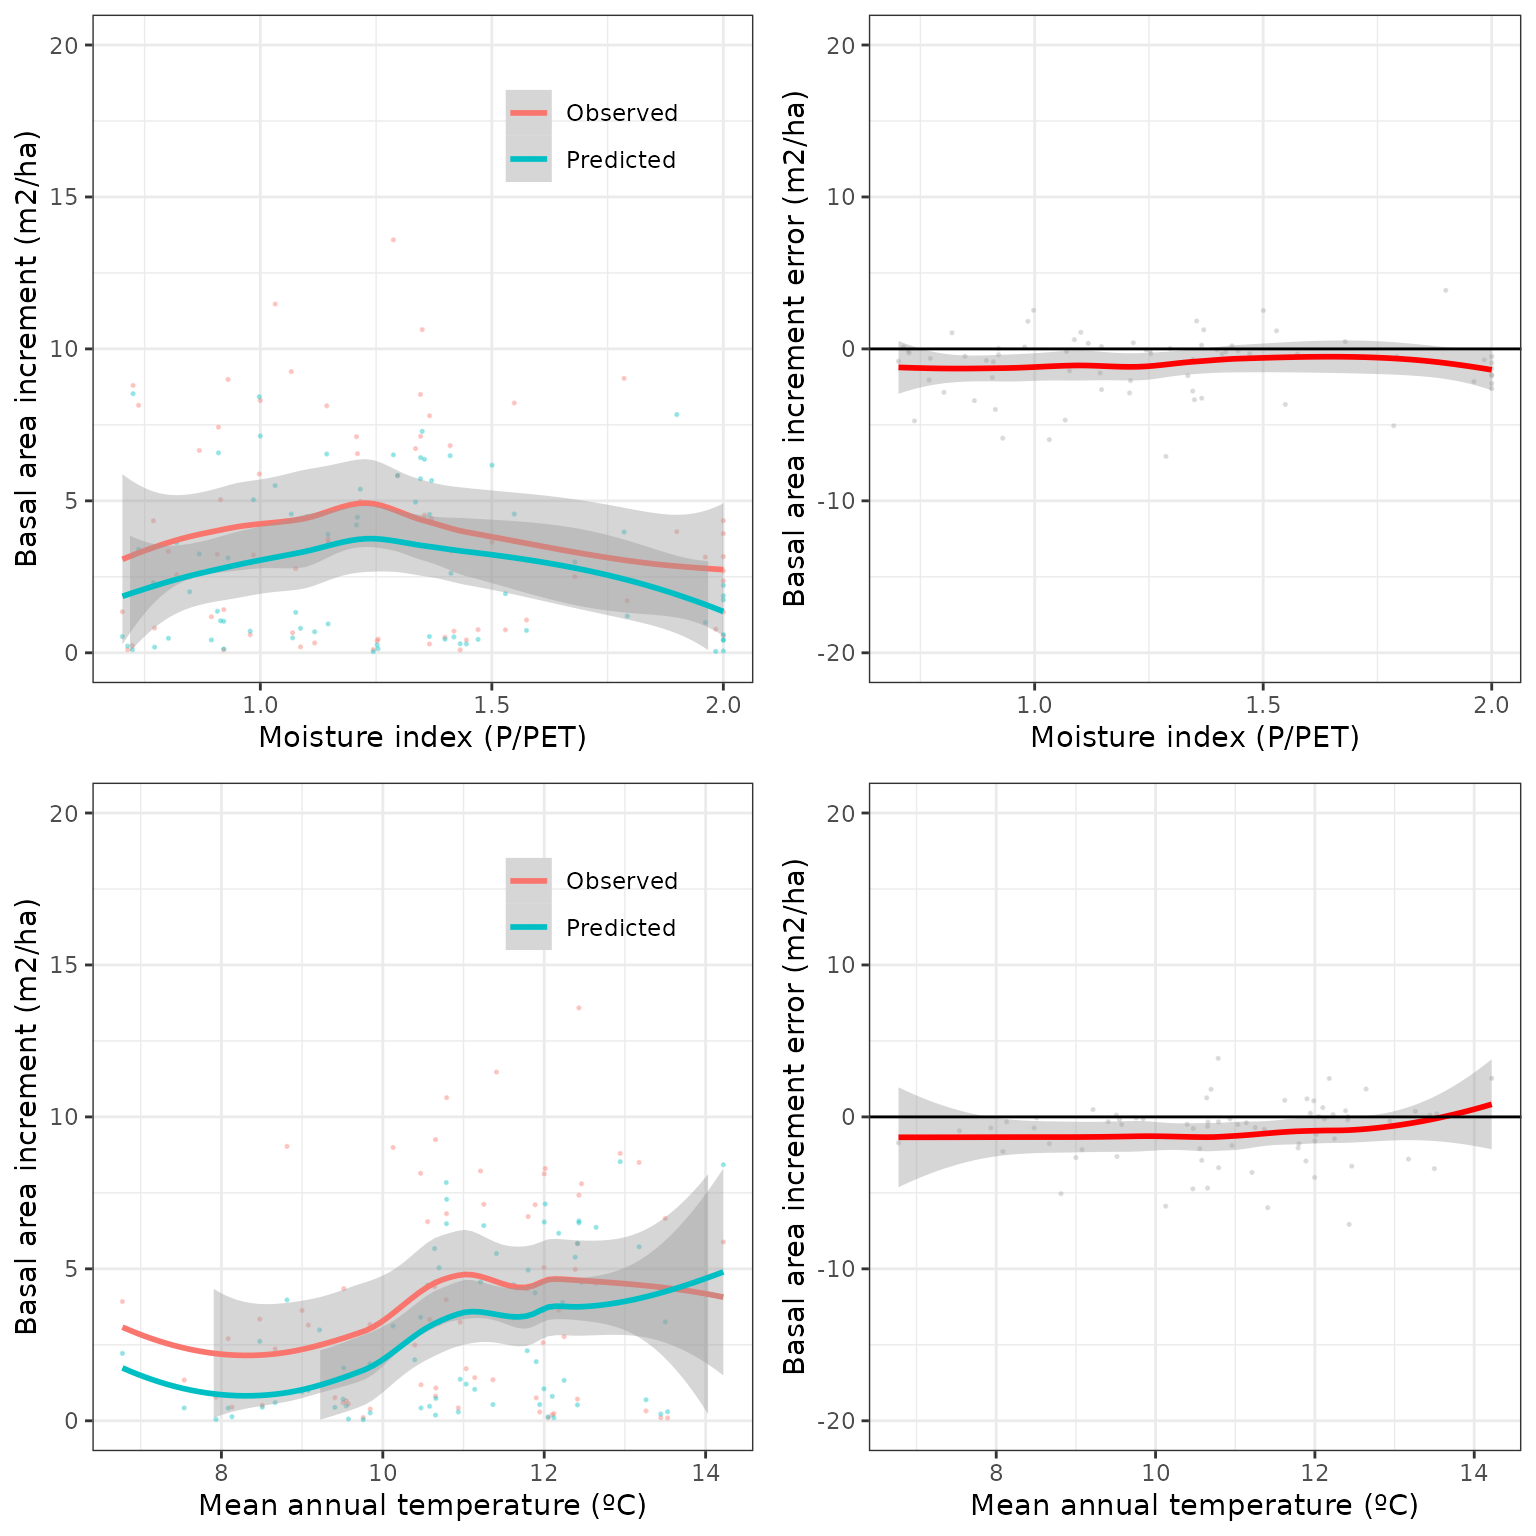 Basal area increment (m2/ha)
20
15
10
5
0
Observed
Predicted
1.0
1.5
2.0
Moisture index (P/PET)
Basal area increment error (m2/ha)
20
10
0
-10
-20
1.0
1.5
2.0
Moisture index (P/PET)
Basal area increment (m2/ha)
20
15
10
5
0
Observed
Predicted
8
10
12
14
Mean annual temperature (ºC)
Basal area increment error (m2/ha)
20
10
0
-10
-20
8
10
12
14
Mean annual temperature (ºC)